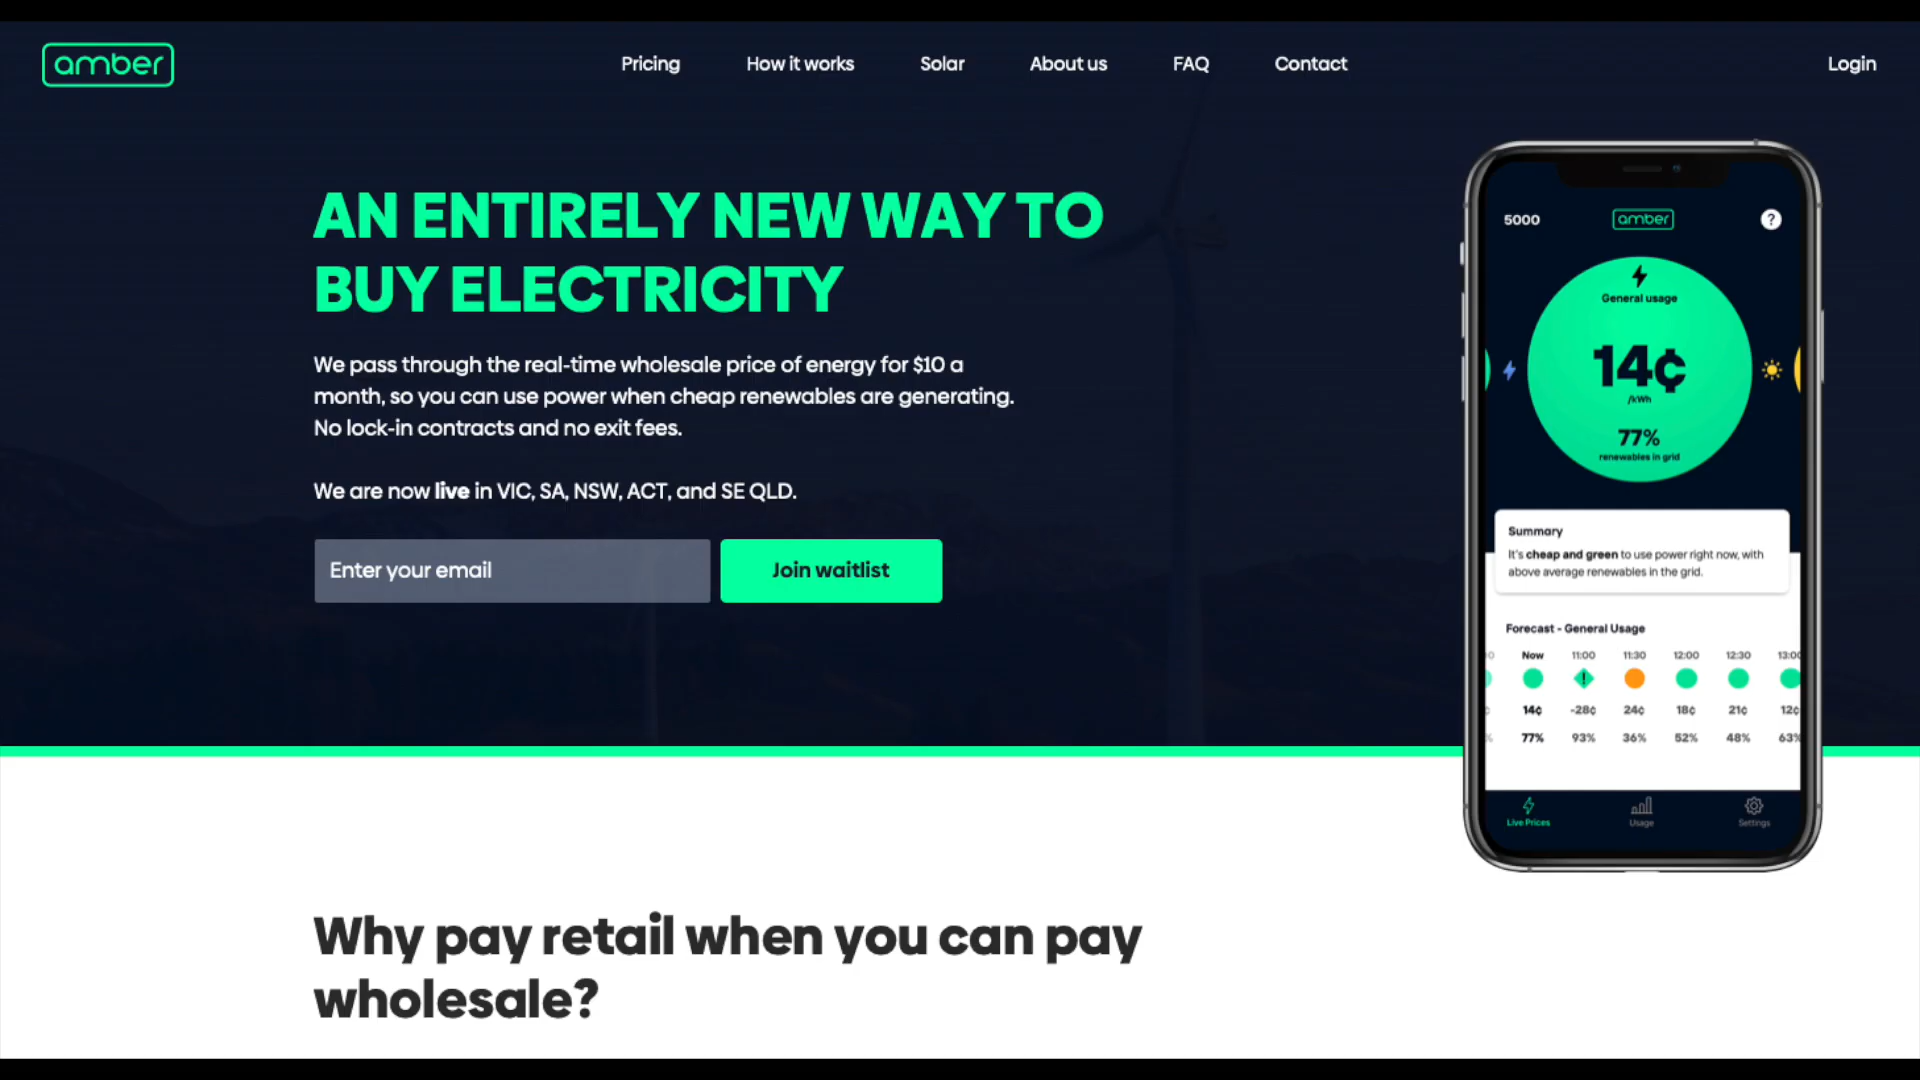 amber
Pricing
How it works
Solar
About us
FAQ
Contact
Login
AN ENTIRELY NEW WAY TO
BUY ELECTRICITY
We pass through the real-time wholesale price of energy for $10 a
month, so you can use power when cheap renewables are generating.
No lock-in contracts and no exit fees.
We are now live in VIC, SA, NSW, ACT, and SE QLD.
Enter your email
Join waitlist
5000
amber
?
General usage
14¢
/kWh
77%
renewables in grid
Summary
It's cheap and green to use power right now, with
above average renewables in the grid.
Forecast - General Usage
Now 11:00 11:30 12:00 12:30 13:00
14¢ -28¢ 24¢ 18¢ 21¢ 12¢
77% 93% 36% 52% 48% 63%
Live Prices
Usage
Settings
Why pay retail when you can pay
wholesale?